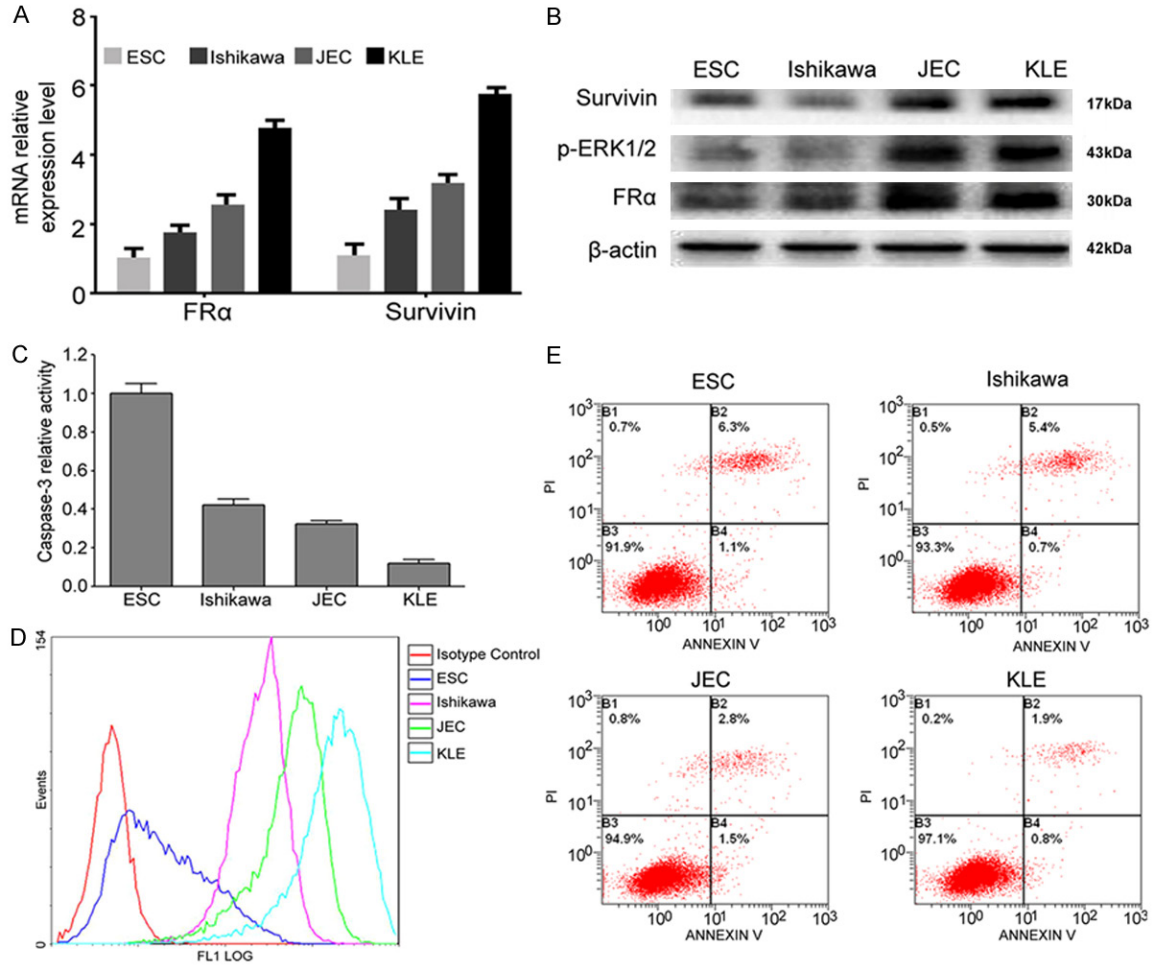 A
8
6
4
2
0
mRNA relative
expression level
ESC Ishikawa JEC KLE
FRα Survivin
B
ESC Ishikawa JEC KLE
Survivin 17kDa
p-ERK1/2 43kDa
FRα 30kDa
β-actin 42kDa
C
Caspase-3 relative activity
1.2
1.0
0.8
0.6
0.4
0.2
0.0
ESC Ishikawa JEC KLE
D
154
Events
0
FL1 LOG
Isotype Control
ESC
Ishikawa
JEC
KLE
E
ESC
10³
10²
10¹
10⁰
PI
B1 B2
0.7% 6.3%
B3 B4
91.9% 1.1%
10⁰ 10¹ 10² 10³
ANNEXIN V
Ishikawa
10³
10²
10¹
10⁰
PI
B1 B2
0.5% 5.4%
B3 B4
93.3% 0.7%
10⁰ 10¹ 10² 10³
ANNEXIN V
JEC
10³
10²
10¹
10⁰
PI
B1 B2
0.8% 2.8%
B3 B4
94.9% 1.5%
10⁰ 10¹ 10² 10³
ANNEXIN V
KLE
10³
10²
10¹
10⁰
PI
B1 B2
0.2% 1.9%
B3 B4
97.1% 0.8%
10⁰ 10¹ 10² 10³
ANNEXIN V